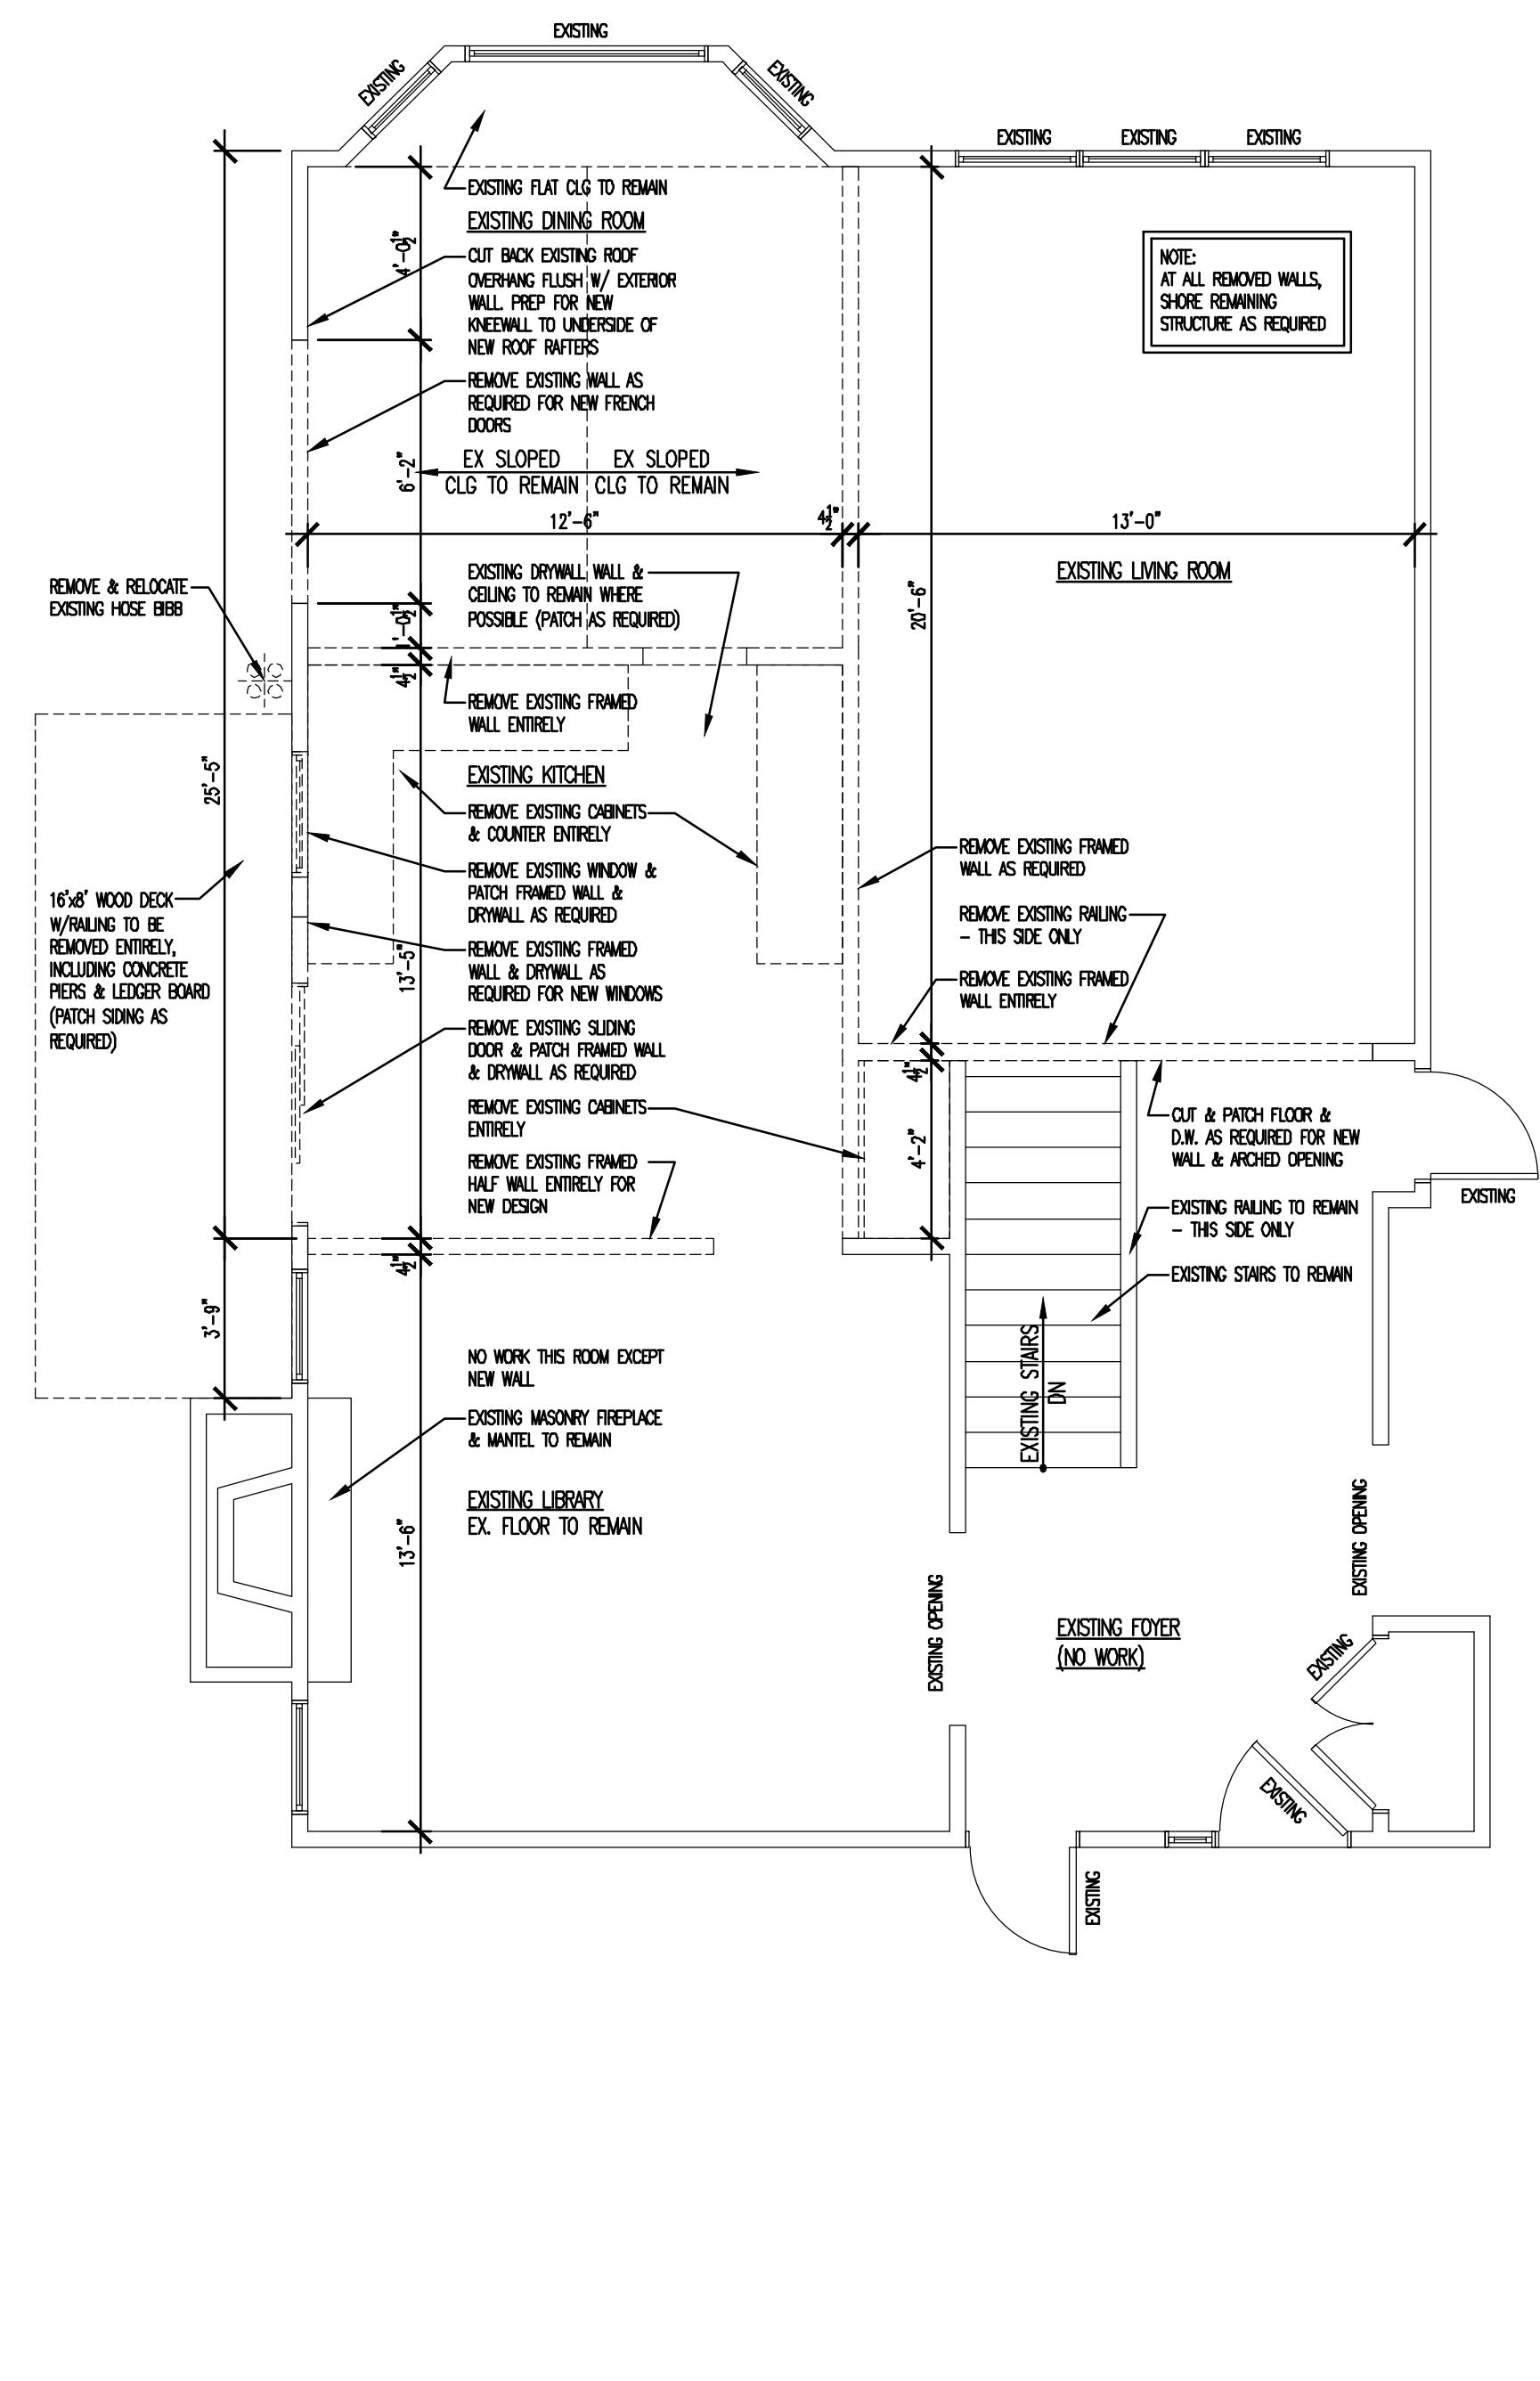 EXISTING
EXISTING
EXISTING
EXISTING
EXISTING
EXISTING
EXISTING FLAT CLG TO REMAIN
EXISTING DINING ROOM
CUT BACK EXISTING ROOF
OVERHANG FLUSH W/ EXTERIOR
WALL. PREP FOR NEW
KNEEWALL TO UNDERSIDE OF
NEW ROOF RAFTERS
4'-0½"
NOTE:
AT ALL REMOVED WALLS,
SHORE REMAINING
STRUCTURE AS REQUIRED
REMOVE EXISTING WALL AS
REQUIRED FOR NEW FRENCH
DOORS
6'-2"
EX SLOPED
CLG TO REMAIN
EX SLOPED
CLG TO REMAIN
12'-6"
4½"
13'-0"
EXISTING LIVING ROOM
REMOVE & RELOCATE
EXISTING HOSE BIBB
EXISTING DRYWALL WALL &
CEILING TO REMAIN WHERE
POSSIBLE (PATCH AS REQUIRED)
20'-6"
1'-0½"
4½"
REMOVE EXISTING FRAMED
WALL ENTIRELY
25'-5"
EXISTING KITCHEN
REMOVE EXISTING CABINETS
& COUNTER ENTIRELY
REMOVE EXISTING WINDOW &
PATCH FRAMED WALL &
DRYWALL AS REQUIRED
REMOVE EXISTING FRAMED
WALL & DRYWALL AS
REQUIRED FOR NEW WINDOWS
13'-5"
REMOVE EXISTING SLIDING
DOOR & PATCH FRAMED WALL
& DRYWALL AS REQUIRED
REMOVE EXISTING CABINETS
ENTIRELY
REMOVE EXISTING FRAMED
HALF WALL ENTIRELY FOR
NEW DESIGN
16'x8' WOOD DECK
W/RAILING TO BE
REMOVED ENTIRELY,
INCLUDING CONCRETE
PIERS & LEDGER BOARD
(PATCH SIDING AS
REQUIRED)
REMOVE EXISTING FRAMED
WALL AS REQUIRED
REMOVE EXISTING RAILING
- THIS SIDE ONLY
REMOVE EXISTING FRAMED
WALL ENTIRELY
4½"
4'-2"
CUT & PATCH FLOOR &
D.W. AS REQUIRED FOR NEW
WALL & ARCHED OPENING
EXISTING
EXISTING RAILING TO REMAIN
- THIS SIDE ONLY
EXISTING STAIRS TO REMAIN
4½"
3'-9"
NO WORK THIS ROOM EXCEPT
NEW WALL
EXISTING STAIRS
DN
EXISTING MASONRY FIREPLACE
& MANTEL TO REMAIN
EXISTING LIBRARY
EX. FLOOR TO REMAIN
13'-6"
EXISTING OPENING
EXISTING OPENING
EXISTING FOYER
(NO WORK)
EXISTING
EXISTING
EXISTING